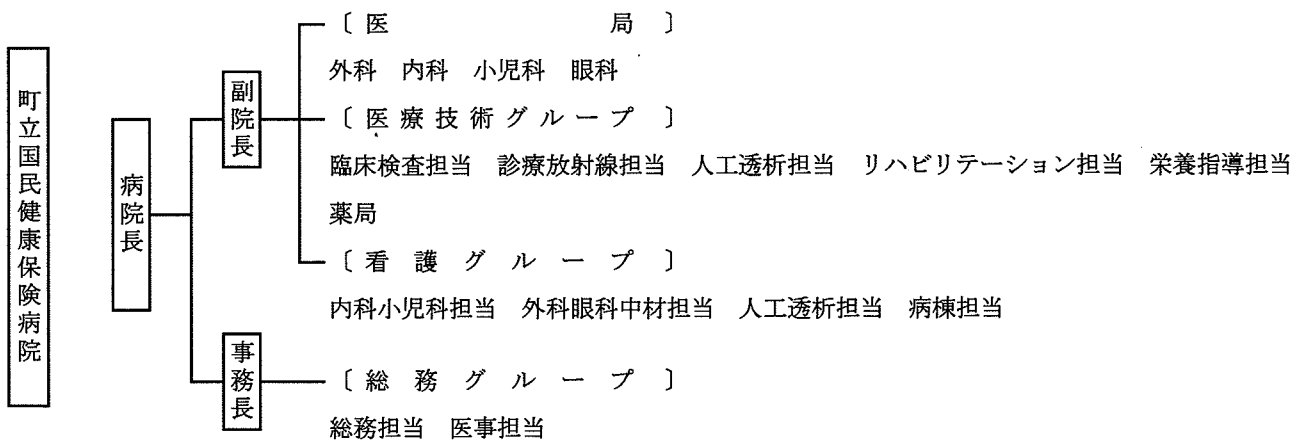 町立国民健康保険病院
病院長
副院長
〔医局〕
外科 内科 小児科 眼科
〔医療技術グループ〕
臨床検査担当 診療放射線担当 人工透析担当 リハビリテーション担当 栄養指導担当
薬局
〔看護グループ〕
内科小児科担当 外科眼科中材担当 人工透析担当 病棟担当
事務長
〔総務グループ〕
総務担当 医事担当